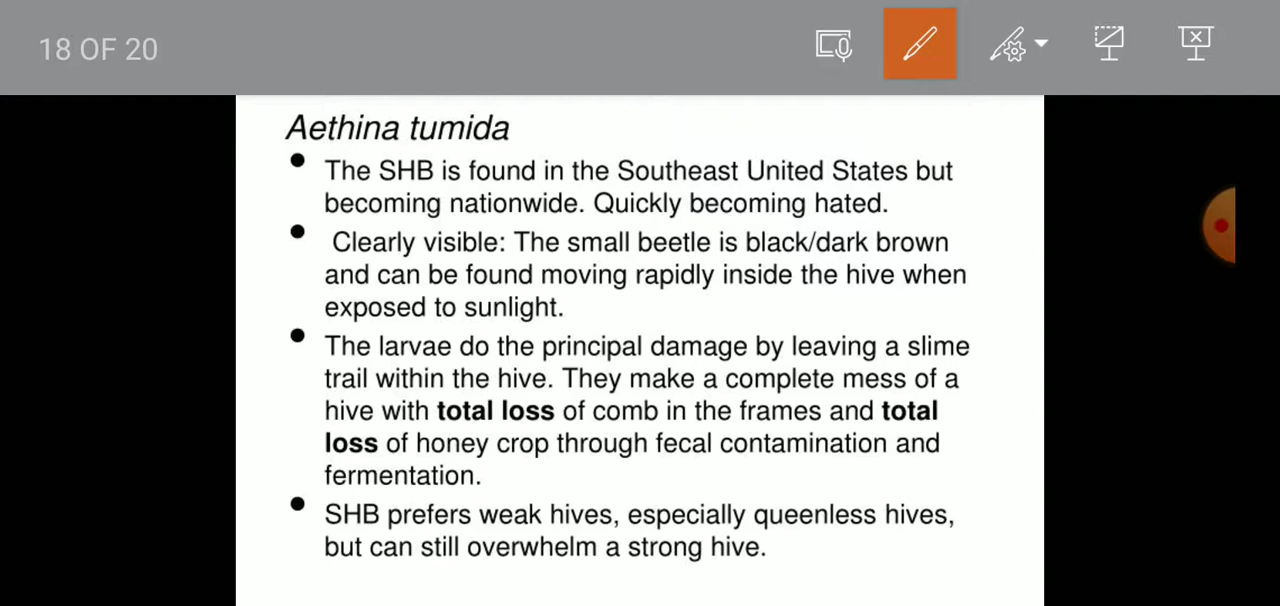 18 OF 20
Aethina tumida
• The SHB is found in the Southeast United States but
becoming nationwide. Quickly becoming hated.
• Clearly visible: The small beetle is black/dark brown
and can be found moving rapidly inside the hive when
exposed to sunlight.
• The larvae do the principal damage by leaving a slime
trail within the hive. They make a complete mess of a
hive with total loss of comb in the frames and total
loss of honey crop through fecal contamination and
fermentation.
• SHB prefers weak hives, especially queenless hives,
but can still overwhelm a strong hive.